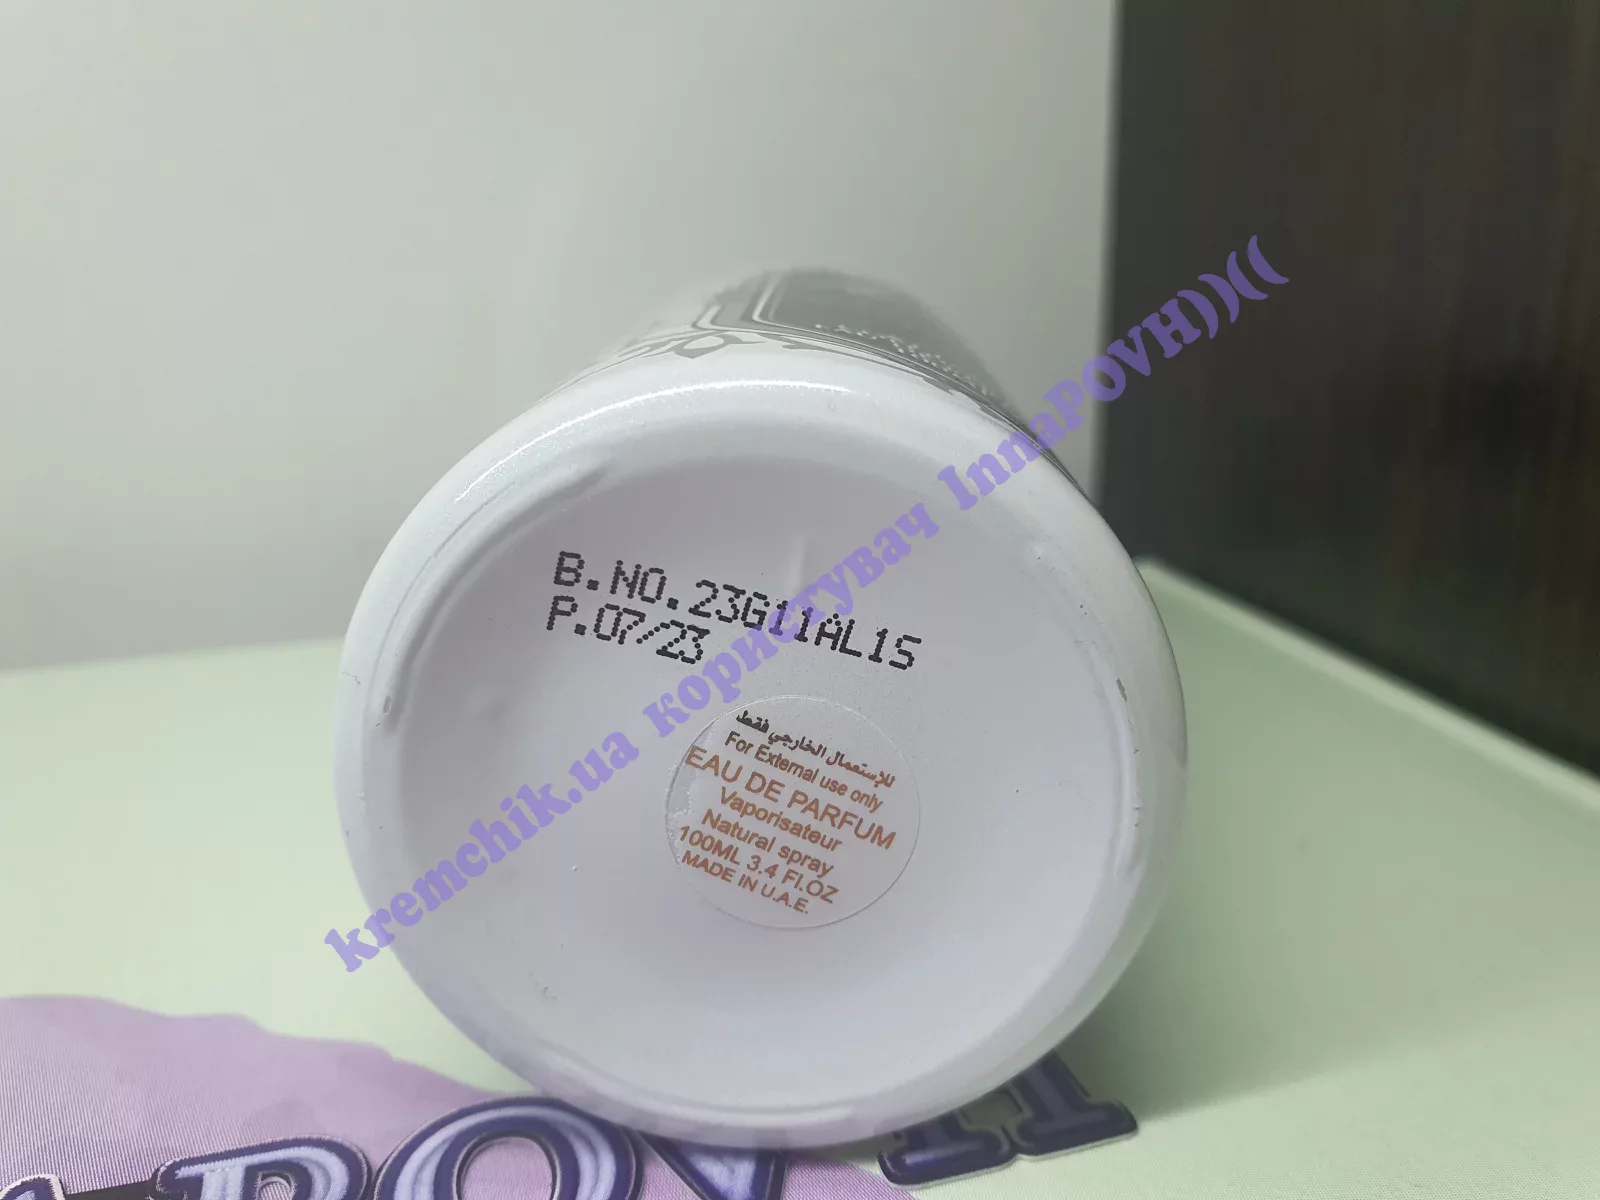 B.NO.23G11AL1S
P.07/23
للإستعمال الخارجي فقط
For External use only
EAU DE PARFUM
Vaporisateur
Natural spray
100ML 3.4 Fl.OZ
MADE IN U.A.E.
kremchik.ua користувач InnaPOVH))((